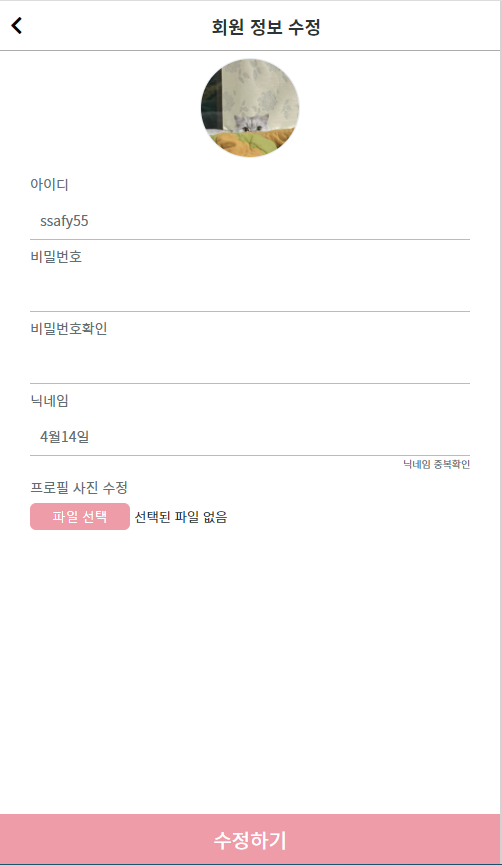 회원 정보 수정
아이디
ssafy55
비밀번호
비밀번호확인
닉네임
4월14일
닉네임 중복확인
프로필 사진 수정
파일 선택 선택된 파일 없음
수정하기